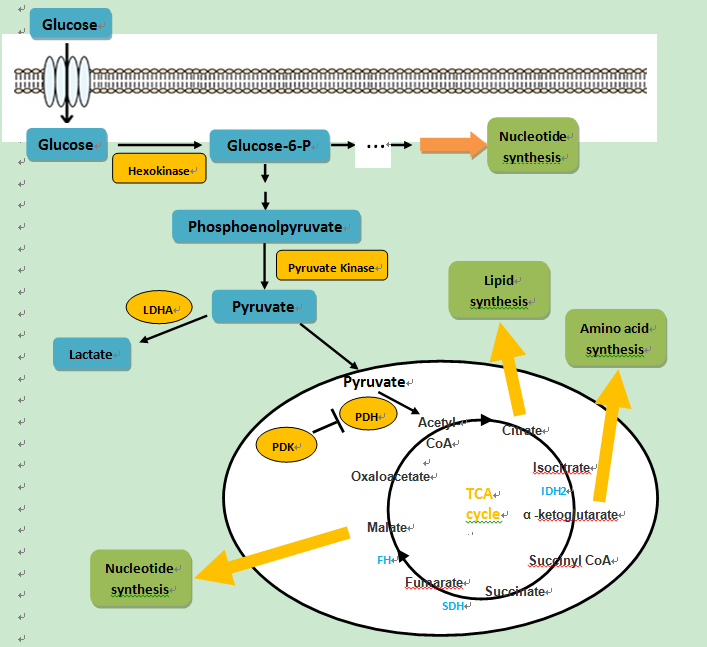 Glucose
Glucose
Glucose-6-P
...
Nucleotide
synthesis
Hexokinase
Phosphoenolpyruvate
Pyruvate Kinase
Lipid
synthesis
LDHA
Pyruvate
Amino acid
synthesis
Lactate
Pyruvate
PDH
Acetyl
CoA
Citrate
PDK
Isocitrate
Oxaloacetate
TCA
cycle
IDH2
α -ketoglutarate
Malate
FH
Succinyl CoA
Nucleotide
synthesis
Fumarate
Succinate
SDH